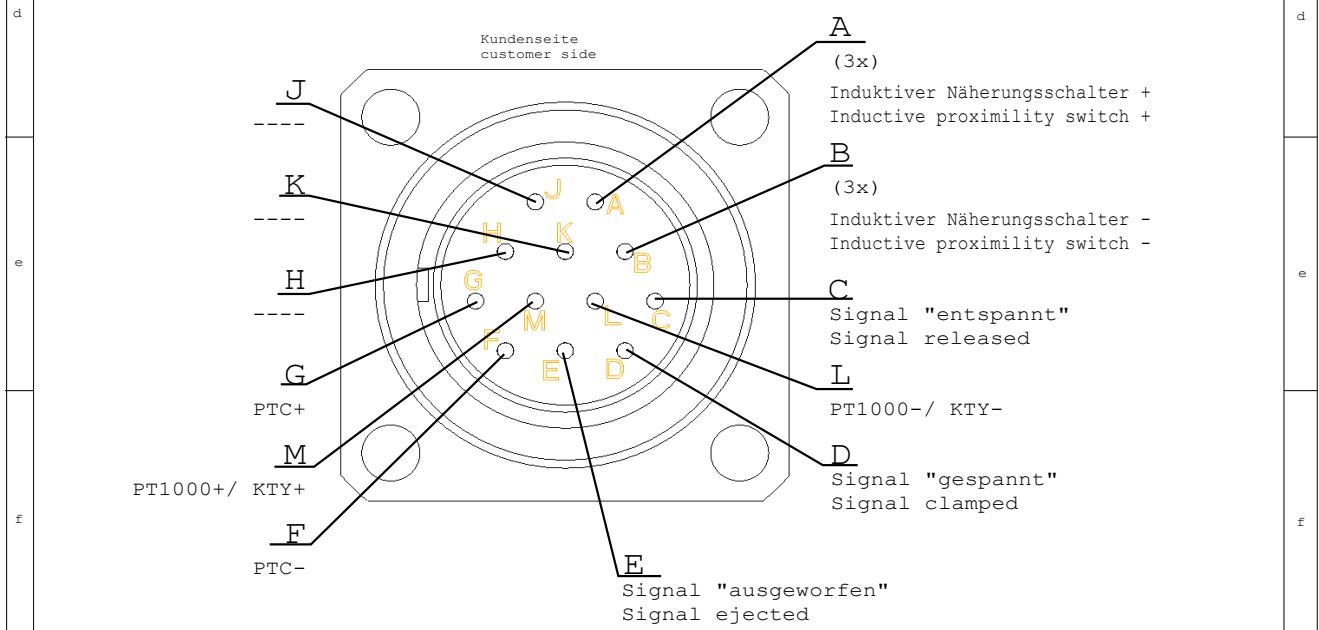 d
d
Kundenseite
customer side
A
(3x)
Induktiver Näherungsschalter +
Inductive proximility switch +
J
----
B
(3x)
Induktiver Näherungsschalter -
Inductive proximility switch -
K
----
H
----
J
A
H
K
B
G
M
L
C
F
E
D
e
e
C
Signal "entspannt"
Signal released
G
PTC+
L
PT1000-/ KTY-
M
PT1000+/ KTY+
D
Signal "gespannt"
Signal clamped
F
PTC-
E
Signal "ausgeworfen"
Signal ejected
f
f